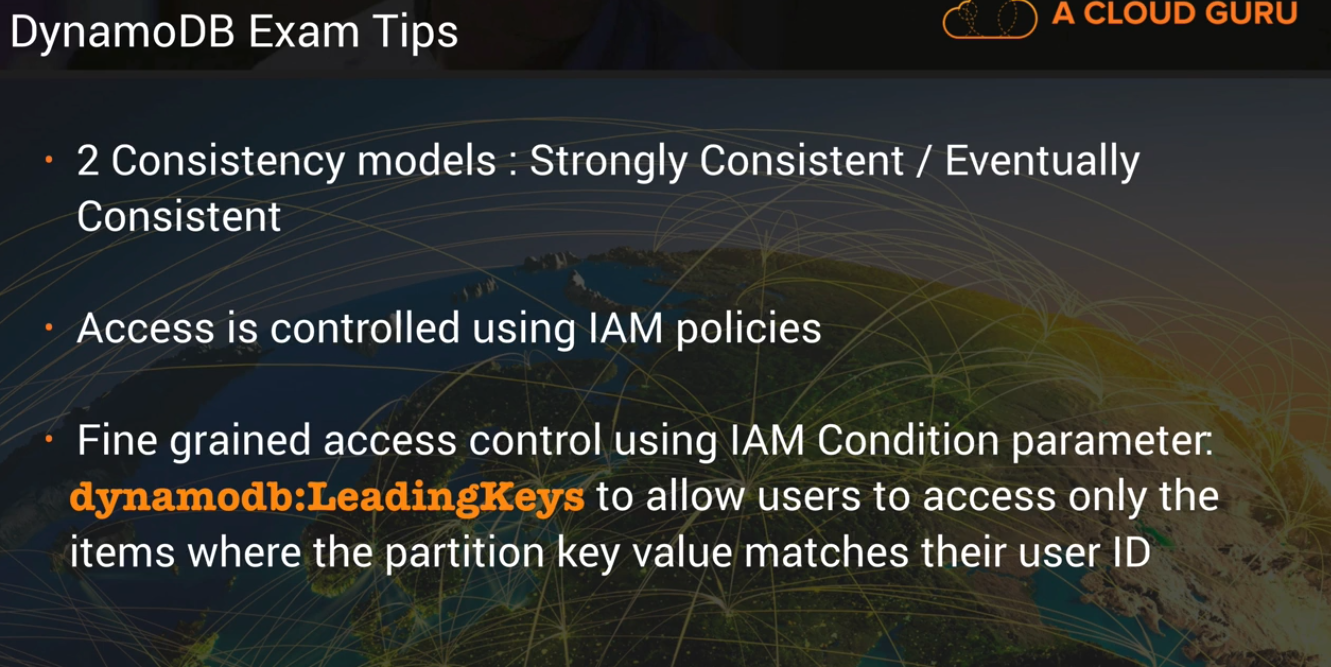 DynamoDB Exam Tips
A CLOUD GURU
• 2 Consistency models : Strongly Consistent / Eventually
Consistent
• Access is controlled using IAM policies
• Fine grained access control using IAM Condition parameter:
dynamodb:LeadingKeys to allow users to access only the
items where the partition key value matches their user ID